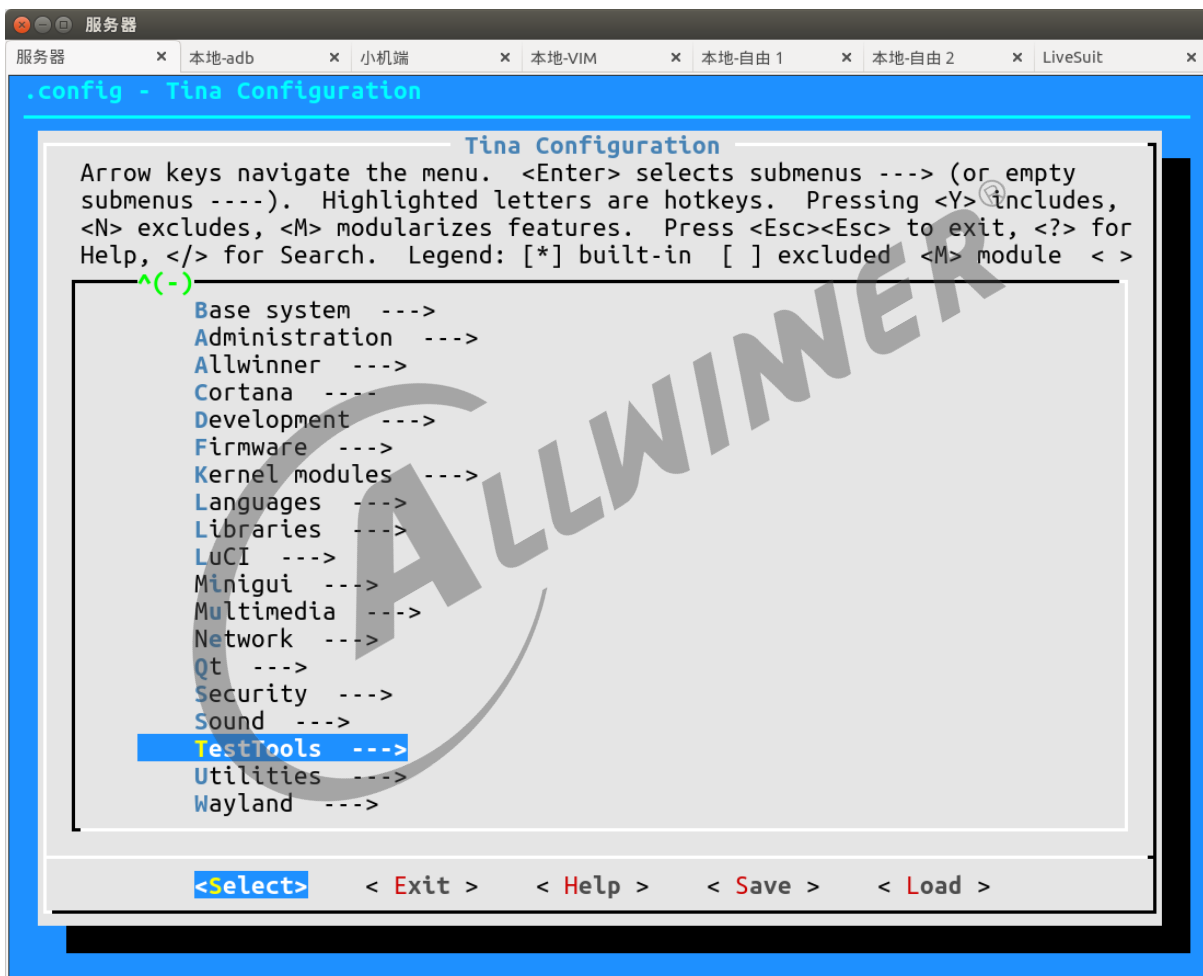 服务器
服务器 × 本地-adb × 小机端 × 本地-VIM × 本地-自由 1 × 本地-自由 2 × LiveSuit ×
.config - Tina Configuration
Tina Configuration
Arrow keys navigate the menu. <Enter> selects submenus ---> (or empty
submenus ----). Highlighted letters are hotkeys. Pressing <Y> includes,
<N> excludes, <M> modularizes features. Press <Esc><Esc> to exit, <?> for
Help, </> for Search. Legend: [*] built-in [ ] excluded <M> module < >
^(-)
Base system --->
Administration --->
Allwinner --->
Cortana ----
Development --->
Firmware --->
Kernel modules --->
Languages --->
Libraries --->
LuCI --->
Minigui --->
Multimedia --->
Network --->
Qt --->
Security --->
Sound --->
TestTools --->
Utilities --->
Wayland --->
<Select> < Exit > < Help > < Save > < Load >
ALLWINNER®